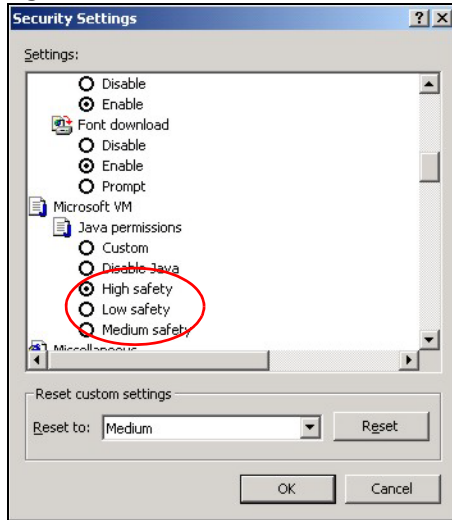 Security Settings
Settings:
Disable
Enable
Font download
Disable
Enable
Prompt
Microsoft VM
Java permissions
Custom
Disable Java
High safety
Low safety
Medium safety
Miscellaneous
Reset custom settings
Reset to: Medium Reset
OK Cancel